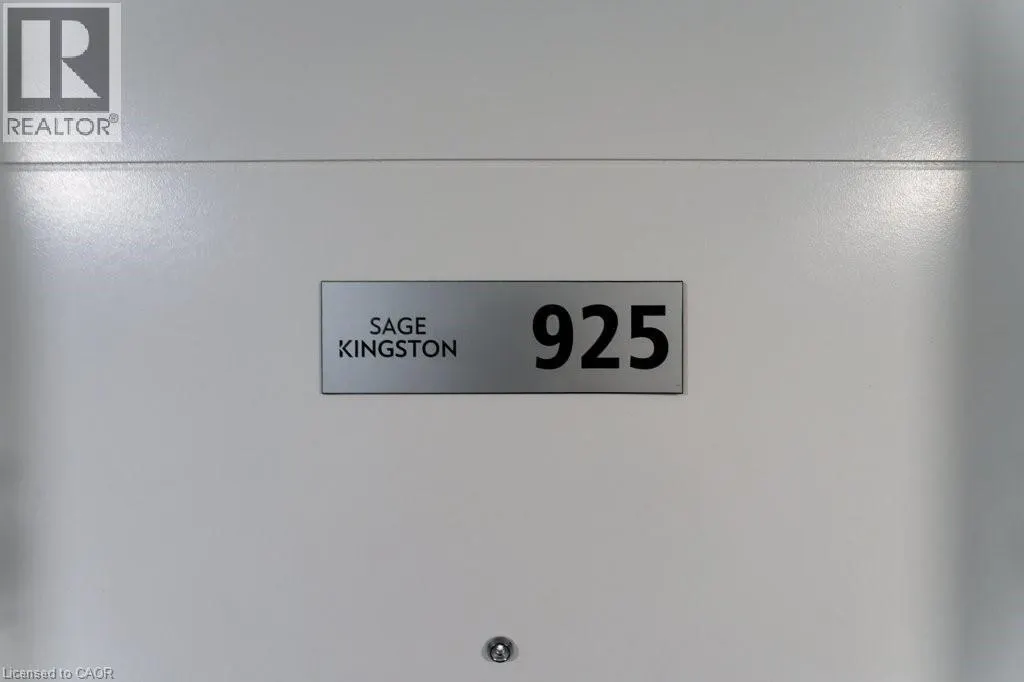 R
REALTOR®
SAGE
KINGSTON
925
Licensed to CAOR